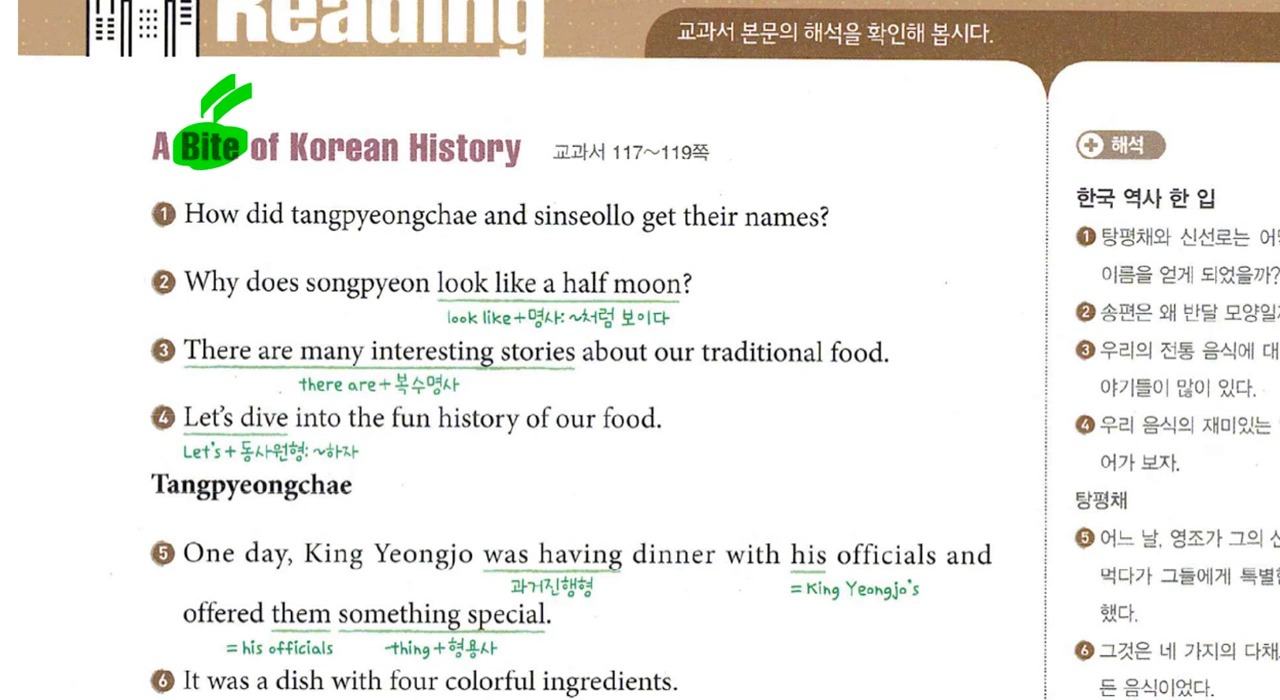 Reading
교과서 본문의 해석을 확인해 봅시다.
A Bite of Korean History 교과서 117~119쪽
1 How did tangpyeongchae and sinseollo get their names?
2 Why does songpyeon look like a half moon?
look like+명사: ~처럼 보이다
3 There are many interesting stories about our traditional food.
there are+복수명사
4 Let's dive into the fun history of our food.
Let's+동사원형: ~하자
Tangpyeongchae
5 One day, King Yeongjo was having dinner with his officials and
과거진행형 = King Yeongjo's
offered them something special.
= his officials -thing+형용사
6 It was a dish with four colorful ingredients.
+ 해석
한국 역사 한 입
1 탕평채와 신선로는
이름을 얻게 되었을까?
2 송편은 왜 반달
3 우리의 전통 음식에
야기들이 많이 있다.
4 우리 음식의 재미있는
어가 보자.
탕평채
5 어느 날, 영조가 그의
먹다가 그들에게
했다.
6 그것은 네 가지의
든 음식이었다.